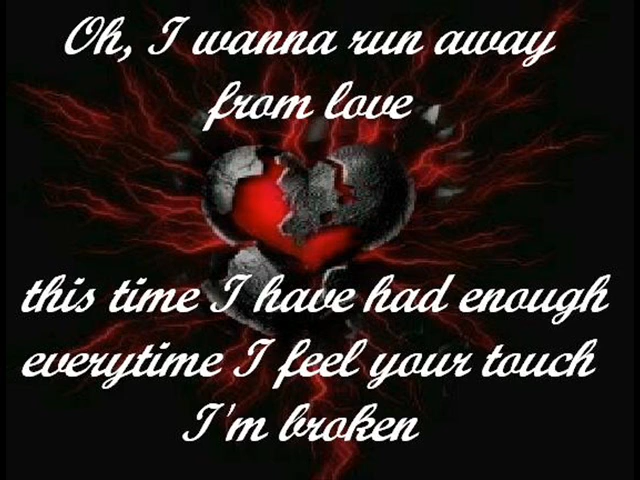 Oh, I wanna run away
from love
this time I have had enough
everytime I feel your touch
I'm broken